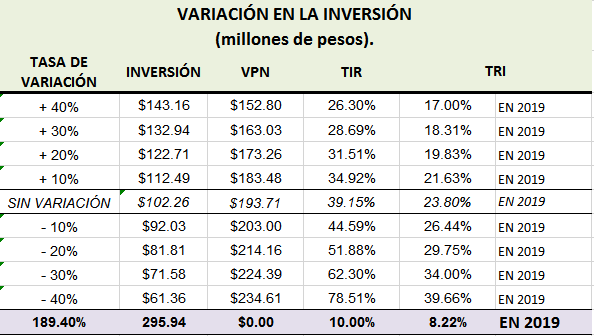 VARIACIÓN EN LA INVERSIÓN
(millones de pesos).
TASA DE VARIACIÓN INVERSIÓN VPN TIR TRI
+ 40% $143.16 $152.80 26.30% 17.00% EN 2019
+ 30% $132.94 $163.03 28.69% 18.31% EN 2019
+ 20% $122.71 $173.26 31.51% 19.83% EN 2019
+ 10% $112.49 $183.48 34.92% 21.63% EN 2019
SIN VARIACIÓN $102.26 $193.71 39.15% 23.80% EN 2019
- 10% $92.03 $203.00 44.59% 26.44% EN 2019
- 20% $81.81 $214.16 51.88% 29.75% EN 2019
- 30% $71.58 $224.39 62.30% 34.00% EN 2019
- 40% $61.36 $234.61 78.51% 39.66% EN 2019
189.40% 295.94 $0.00 10.00% 8.22% EN 2019